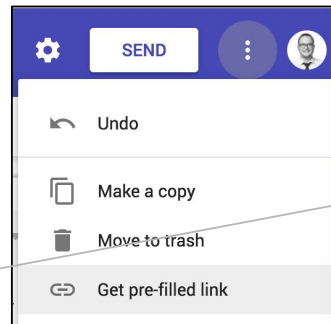 SEND
Undo
Make a copy
Move to trash
Get pre-filled link